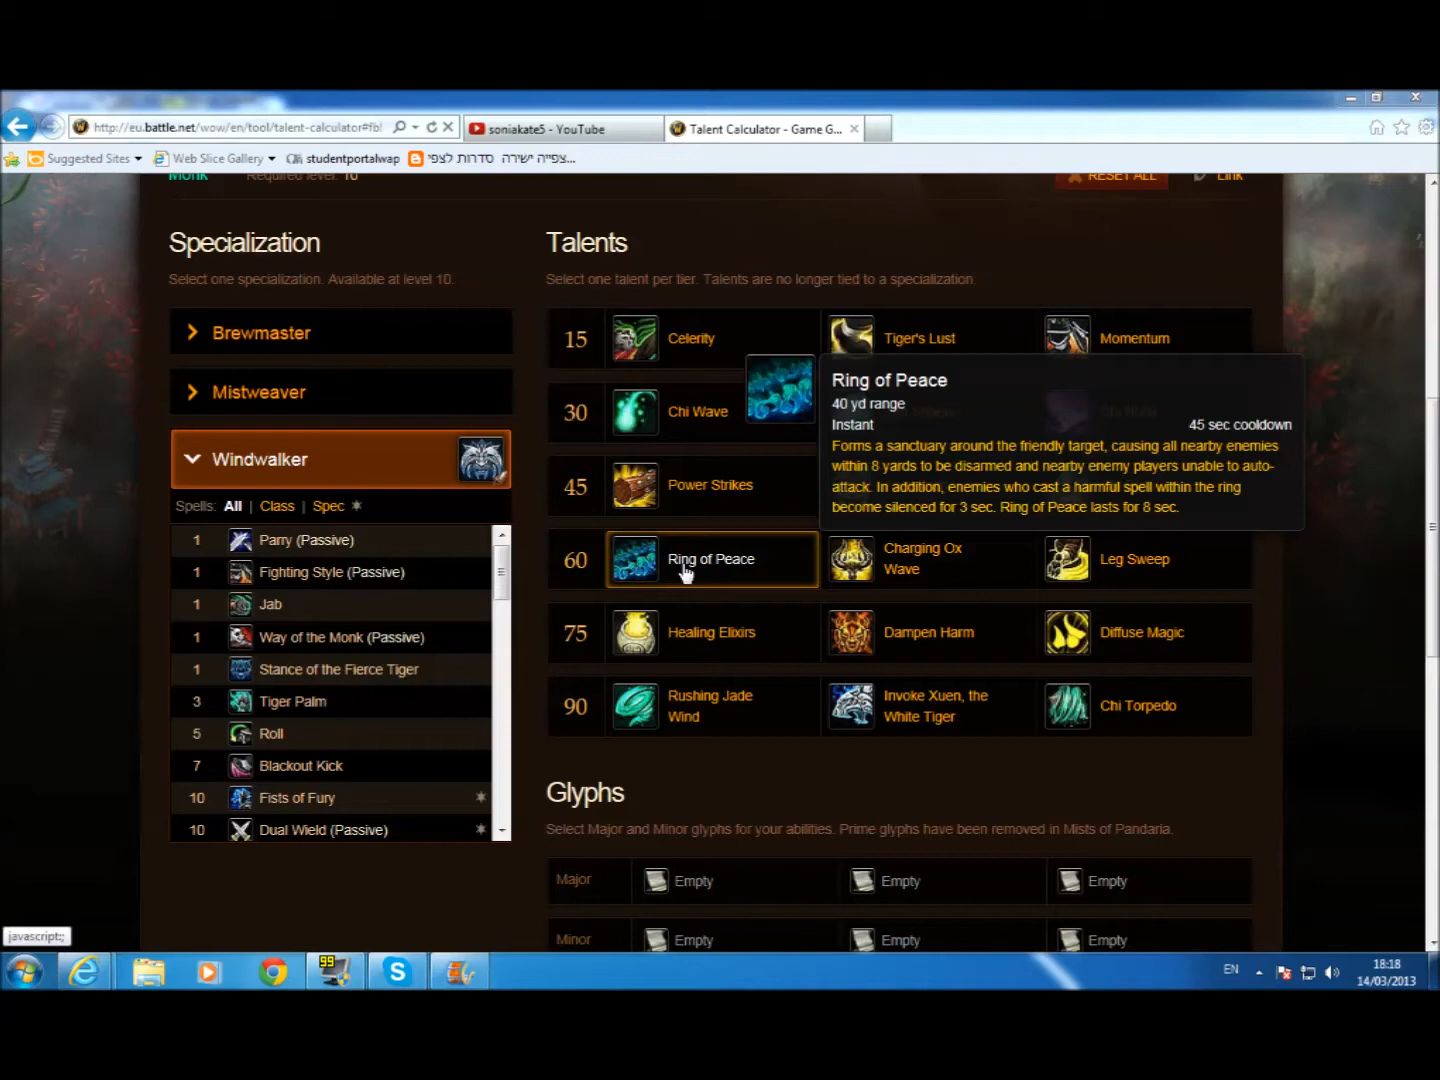 http://eu.battle.net/wow/en/tool/talent-calculator#fb!
soniakate5 - YouTube
Talent Calculator - Game G...
Suggested Sites
Web Slice Gallery
studentportalwap
צפייה ישירה סדרות לצפי...
Monk
Required level: 10
RESET ALL
Link
Specialization
Select one specialization. Available at level 10.
Brewmaster
Mistweaver
Windwalker
Spells: All | Class | Spec
1 Parry (Passive)
1 Fighting Style (Passive)
1 Jab
1 Way of the Monk (Passive)
1 Stance of the Fierce Tiger
3 Tiger Palm
5 Roll
7 Blackout Kick
10 Fists of Fury
10 Dual Wield (Passive)
Talents
Select one talent per tier. Talents are no longer tied to a specialization.
15 Celerity Tiger's Lust Momentum
30 Chi Wave
45 Power Strikes
Ring of Peace
40 yd range
Instant 45 sec cooldown
Forms a sanctuary around the friendly target, causing all nearby enemies
within 8 yards to be disarmed and nearby enemy players unable to auto-
attack. In addition, enemies who cast a harmful spell within the ring
become silenced for 3 sec. Ring of Peace lasts for 8 sec.
60 Ring of Peace Charging Ox Wave Leg Sweep
75 Healing Elixirs Dampen Harm Diffuse Magic
90 Rushing Jade Wind Invoke Xuen, the White Tiger Chi Torpedo
Glyphs
Select Major and Minor glyphs for your abilities. Prime glyphs have been removed in Mists of Pandaria.
Major Empty Empty Empty
Minor Empty Empty Empty
javascript:;
99
EN
18:18
14/03/2013